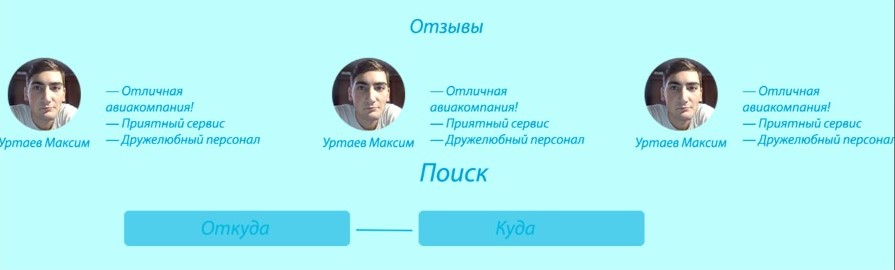 Отзывы
— Отличная
авиакомпания!
— Приятный сервис
— Дружелюбный персонал
Уртаев Максим
— Отличная
авиакомпания!
— Приятный сервис
— Дружелюбный персонал
Уртаев Максим
— Отличная
авиакомпания!
— Приятный сервис
— Дружелюбный персонал
Уртаев Максим
Поиск
Откуда
Куда